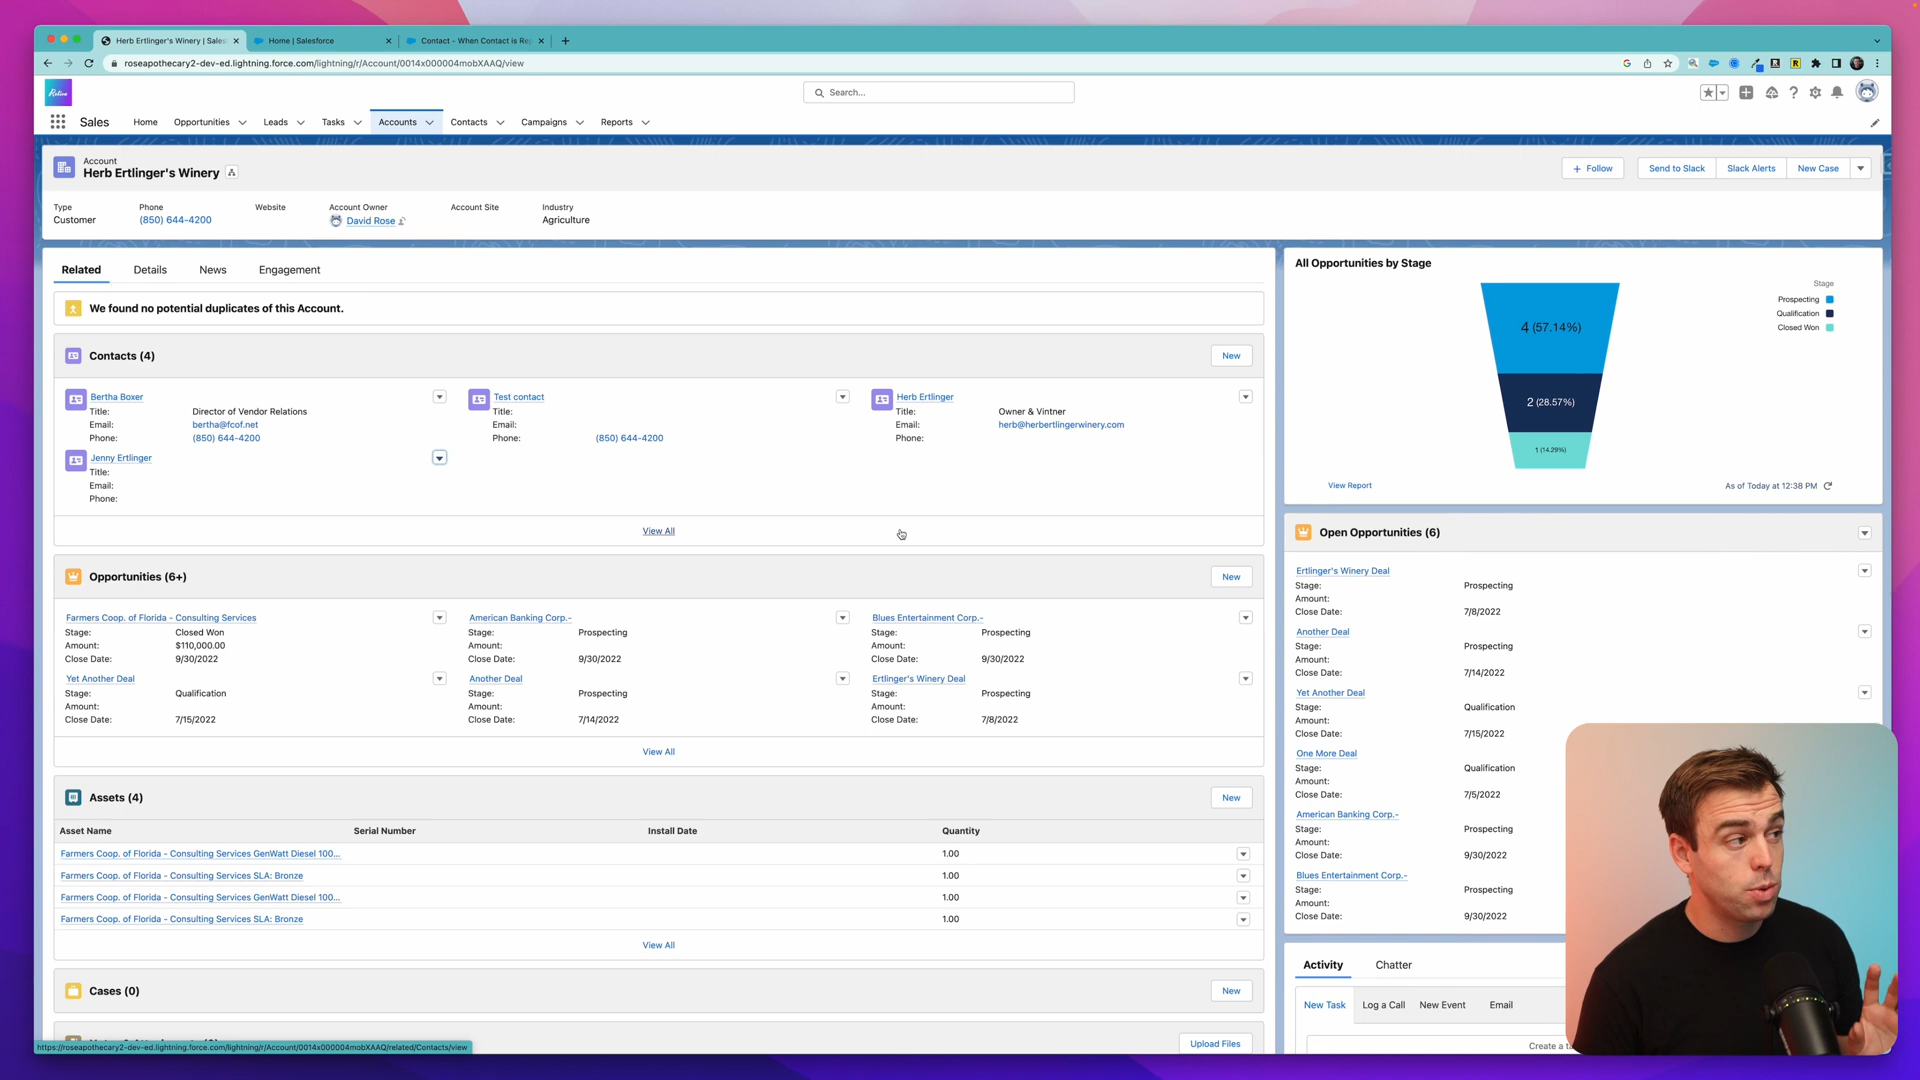 Herb Ertlinger's Winery | Sales
Home | Salesforce
Contact - When Contact is Re
roseapothecary2-dev-ed.lightning.force.com/lightning/r/Account/0014x000004mobXAAQ/view
Relive
Search...
Sales
Home
Opportunities
Leads
Tasks
Accounts
Contacts
Campaigns
Reports
Account
Herb Ertlinger's Winery
+ Follow
Send to Slack
Slack Alerts
New Case
Type
Customer
Phone
(850) 644-4200
Website
Account Owner
David Rose
Account Site
Industry
Agriculture
Related
Details
News
Engagement
We found no potential duplicates of this Account.
Contacts (4)
New
Bertha Boxer
Title: Director of Vendor Relations
Email: bertha@fcof.net
Phone: (850) 644-4200
Test contact
Title:
Email:
Phone: (850) 644-4200
Herb Ertlinger
Title: Owner & Vintner
Email: herb@herbertlingerwinery.com
Phone:
Jenny Ertlinger
Title:
Email:
Phone:
View All
Opportunities (6+)
New
Farmers Coop. of Florida - Consulting Services
Stage: Closed Won
Amount: $110,000.00
Close Date: 9/30/2022
American Banking Corp.-
Stage: Prospecting
Amount:
Close Date: 9/30/2022
Blues Entertainment Corp.-
Stage: Prospecting
Amount:
Close Date: 9/30/2022
Yet Another Deal
Stage: Qualification
Amount:
Close Date: 7/15/2022
Another Deal
Stage: Prospecting
Amount:
Close Date: 7/14/2022
Ertlinger's Winery Deal
Stage: Prospecting
Amount:
Close Date: 7/8/2022
View All
Assets (4)
New
Asset Name Serial Number Install Date Quantity
Farmers Coop. of Florida - Consulting Services GenWatt Diesel 100... 1.00
Farmers Coop. of Florida - Consulting Services SLA: Bronze 1.00
Farmers Coop. of Florida - Consulting Services GenWatt Diesel 100... 1.00
Farmers Coop. of Florida - Consulting Services SLA: Bronze 1.00
View All
Cases (0)
New
Upload Files
https://roseapothecary2-dev-ed.lightning.force.com/lightning/r/Account/0014x000004mobXAAQ/related/Contacts/view
All Opportunities by Stage
Stage
Prospecting
Qualification
Closed Won
4 (57.14%)
2 (28.57%)
1 (14.29%)
View Report
As of Today at 12:38 PM
Open Opportunities (6)
Ertlinger's Winery Deal
Stage: Prospecting
Amount:
Close Date: 7/8/2022
Another Deal
Stage: Prospecting
Amount:
Close Date: 7/14/2022
Yet Another Deal
Stage: Qualification
Amount:
Close Date: 7/15/2022
One More Deal
Stage: Qualification
Amount:
Close Date: 7/5/2022
American Banking Corp.-
Stage: Prospecting
Amount:
Close Date: 9/30/2022
Blues Entertainment Corp.-
Stage: Prospecting
Amount:
Close Date: 9/30/2022
Activity
Chatter
New Task
Log a Call
New Event
Email
Create a ta